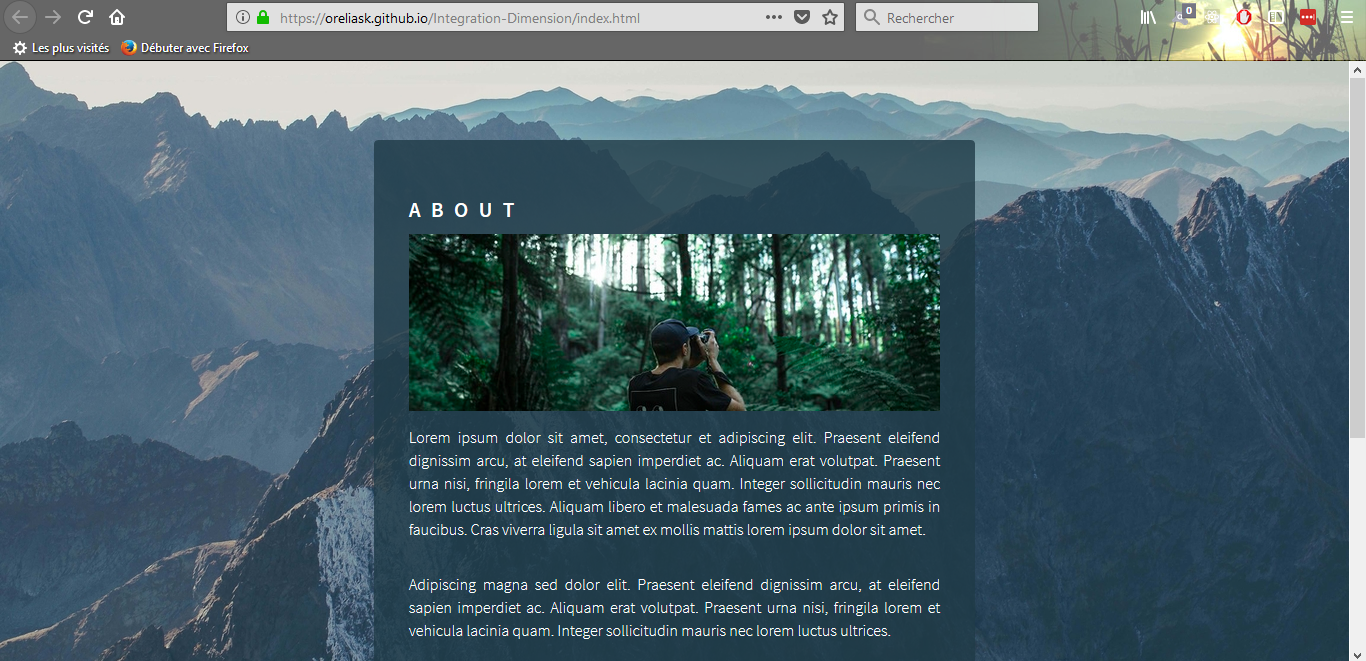 https://oreliask.github.io/Integration-Dimension/index.html
Rechercher
0
Les plus visités
Débuter avec Firefox
ABOUT
Lorem ipsum dolor sit amet, consectetur et adipiscing elit. Praesent eleifend
dignissim arcu, at eleifend sapien imperdiet ac. Aliquam erat volutpat. Praesent
urna nisi, fringila lorem et vehicula lacinia quam. Integer sollicitudin mauris nec
lorem luctus ultrices. Aliquam libero et malesuada fames ac ante ipsum primis in
faucibus. Cras viverra ligula sit amet ex mollis mattis lorem ipsum dolor sit amet.
Adipiscing magna sed dolor elit. Praesent eleifend dignissim arcu, at eleifend
sapien imperdiet ac. Aliquam erat volutpat. Praesent urna nisi, fringila lorem et
vehicula lacinia quam. Integer sollicitudin mauris nec lorem luctus ultrices.